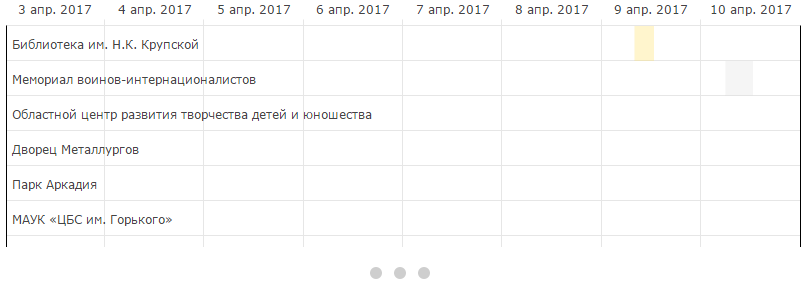 3 апр. 2017 4 апр. 2017 5 апр. 2017 6 апр. 2017 7 апр. 2017 8 апр. 2017 9 апр. 2017 10 апр. 2017
Библиотека им. Н.К. Крупской
Мемориал воинов-интернационалистов
Областной центр развития творчества детей и юношества
Дворец Металлургов
Парк Аркадия
МАУК «ЦБС им. Горького»